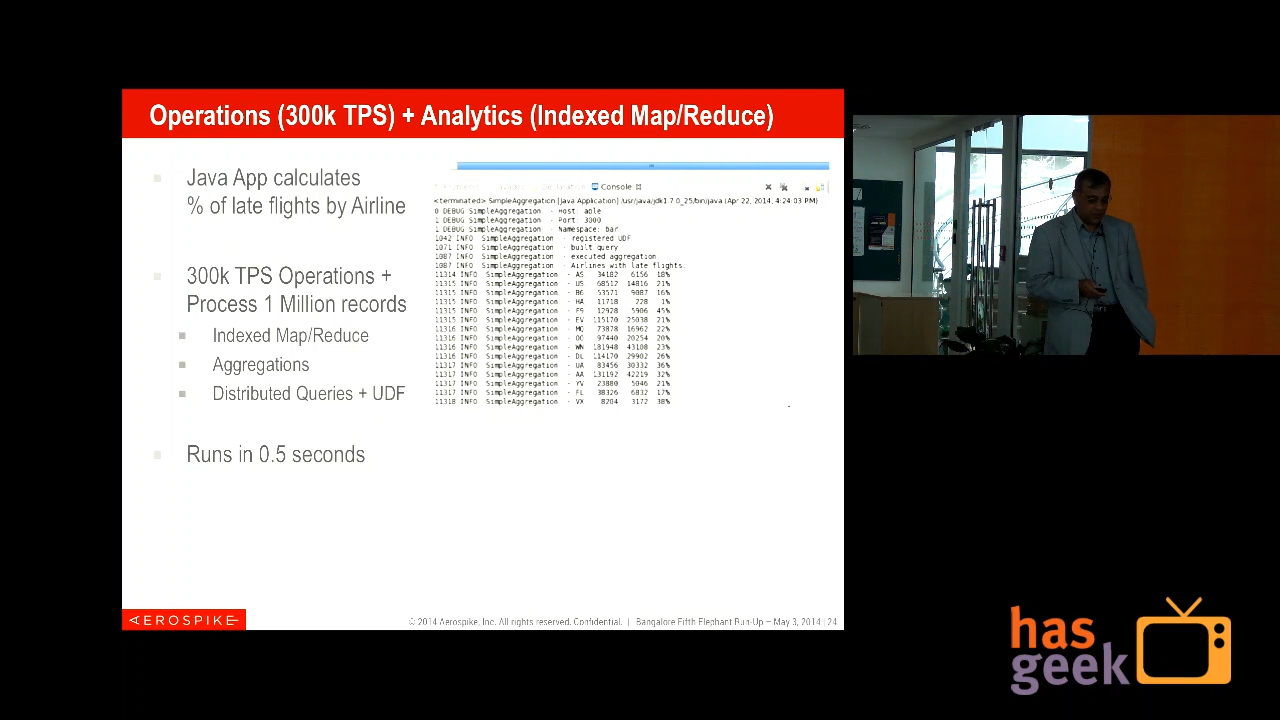 Operations (300k TPS) + Analytics (Indexed Map/Reduce)
Java App calculates
% of late flights by Airline
300k TPS Operations +
Process 1 Million records
Indexed Map/Reduce
Aggregations
Distributed Queries + UDF
Runs in 0.5 seconds
Console
<terminated> SimpleAggregation [Java Application] /usr/java/jdk1.7.0_25/bin/java (Apr 22, 2014, 4:24:03 PM)
0 DEBUG SimpleAggregation - Host: able
1 DEBUG SimpleAggregation - Port: 3000
1 DEBUG SimpleAggregation - Namespace: bar
1042 INFO SimpleAggregation - registered UDF
1071 INFO SimpleAggregation - built query
1087 INFO SimpleAggregation - executed aggregation
1087 INFO SimpleAggregation - Airlines with late flights:
11314 INFO SimpleAggregation - AS 34182 6156 18%
11315 INFO SimpleAggregation - US 68512 14816 21%
11315 INFO SimpleAggregation - B6 53571 9087 16%
11315 INFO SimpleAggregation - HA 11718 228 1%
11315 INFO SimpleAggregation - F9 12928 5906 45%
11315 INFO SimpleAggregation - EV 115170 25038 21%
11316 INFO SimpleAggregation - MQ 73878 16962 22%
11316 INFO SimpleAggregation - OO 97440 20254 20%
11316 INFO SimpleAggregation - WN 181948 43108 23%
11316 INFO SimpleAggregation - DL 114170 29902 26%
11317 INFO SimpleAggregation - UA 83456 30332 36%
11317 INFO SimpleAggregation - AA 131192 42219 32%
11317 INFO SimpleAggregation - YV 23880 5046 21%
11317 INFO SimpleAggregation - FL 38326 6832 17%
11318 INFO SimpleAggregation - VX 8204 3172 38%
AEROSPIKE
© 2014 Aerospike, Inc. All rights reserved. Confidential. | Bangalore Fifth Elephant Run-Up – May 3, 2014 | 24
has
geek